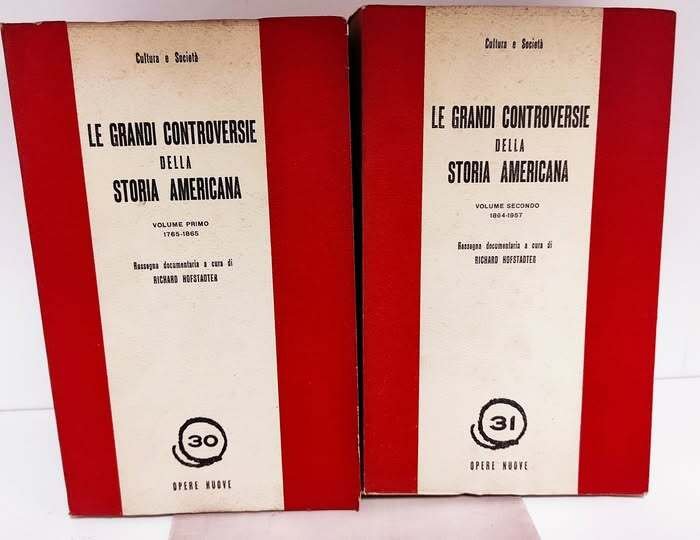 Cultura e Società
LE GRANDI CONTROVERSIE
DELLA
STORIA AMERICANA
VOLUME PRIMO
1765-1865
Rassegna documentaria a cura di
RICHARD HOFSTADTER
30
OPERE NUOVE
Cultura e Società
LE GRANDI CONTROVERSIE
DELLA
STORIA AMERICANA
VOLUME SECONDO
1864-1957
Rassegna documentaria a cura di
RICHARD HOFSTADTER
31
OPERE NUOVE